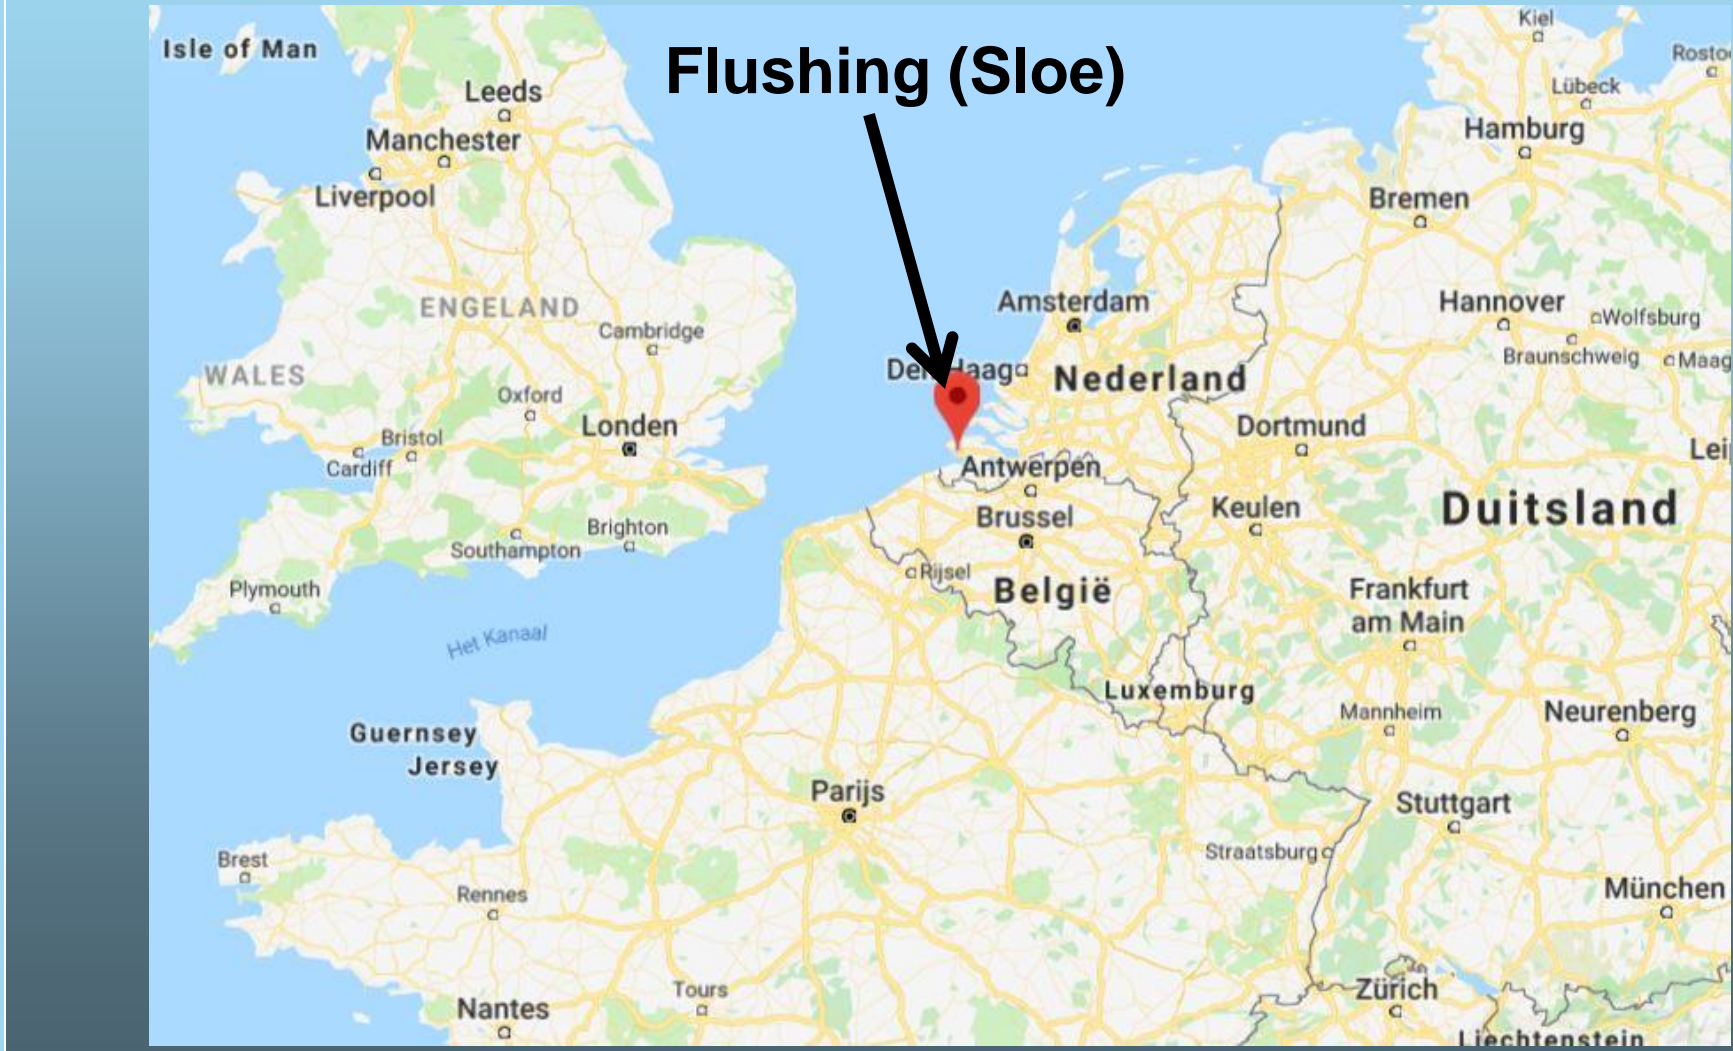 Flushing (Sloe)
Isle of Man
Leeds
Manchester
Liverpool
ENGELAND
Cambridge
WALES
Oxford
Londen
Bristol
Cardiff
Brighton
Southampton
Plymouth
Het Kanaal
Guernsey
Jersey
Kiel
Lübeck
Hamburg
Bremen
Amsterdam
Hannover
Wolfsburg
Braunschweig
Nederland
Dortmund
Antwerpen
Brussel
Keulen
Duitsland
Rijsel
België
Frankfurt
am Main
Luxemburg
Mannheim
Neurenberg
Parijs
Stuttgart
Straatsburg
Brest
Rennes
München
Nantes
Tours
Zürich
Liechtenstein